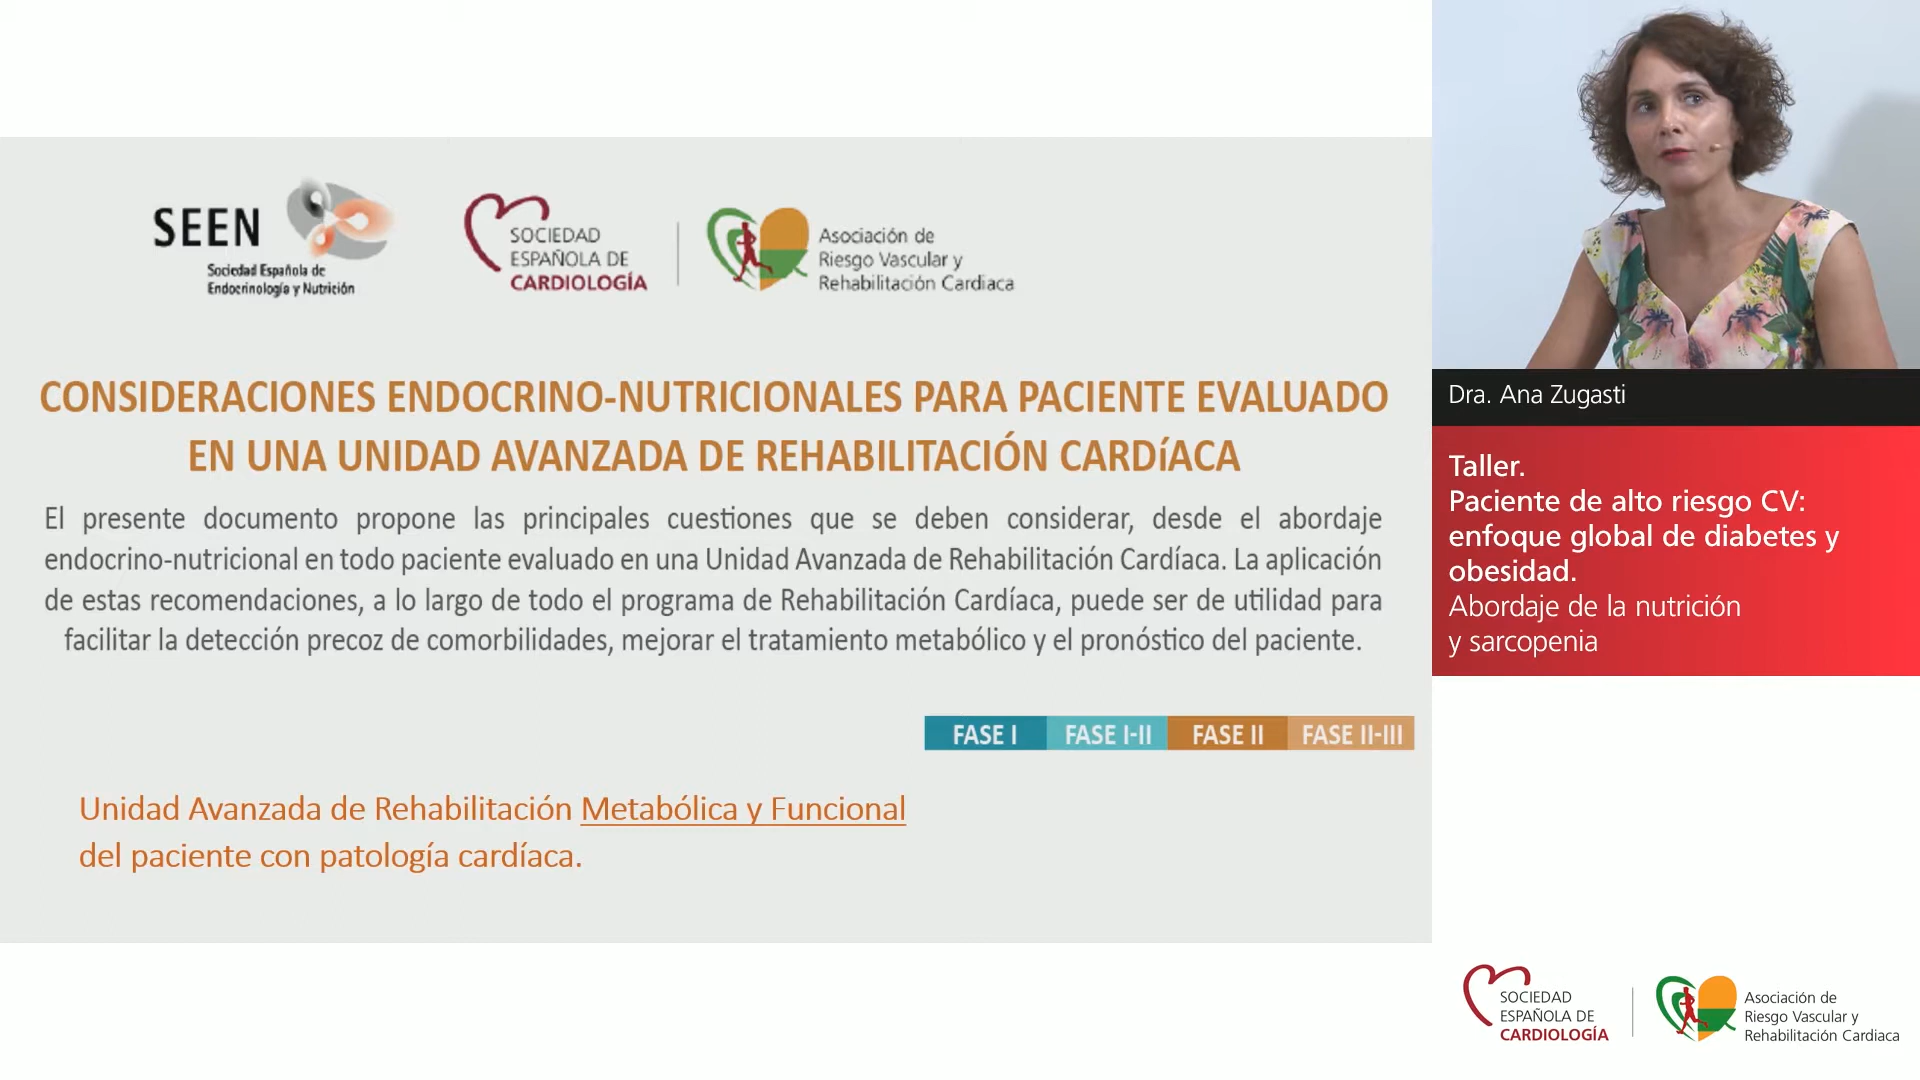 SEEN
Sociedad Española de
Endocrinología y Nutrición
SOCIEDAD
ESPAÑOLA DE
CARDIOLOGÍA
Asociación de
Riesgo Vascular y
Rehabilitación Cardiaca
CONSIDERACIONES ENDOCRINO-NUTRICIONALES PARA PACIENTE EVALUADO
EN UNA UNIDAD AVANZADA DE REHABILITACIÓN CARDíACA
El presente documento propone las principales cuestiones que se deben considerar, desde el abordaje
endocrino-nutricional en todo paciente evaluado en una Unidad Avanzada de Rehabilitación Cardíaca. La aplicación
de estas recomendaciones, a lo largo de todo el programa de Rehabilitación Cardíaca, puede ser de utilidad para
facilitar la detección precoz de comorbilidades, mejorar el tratamiento metabólico y el pronóstico del paciente.
FASE I FASE I-II FASE II FASE II-III
Unidad Avanzada de Rehabilitación Metabólica y Funcional
del paciente con patología cardíaca.
Dra. Ana Zugasti
Taller.
Paciente de alto riesgo CV:
enfoque global de diabetes y
obesidad.
Abordaje de la nutrición
y sarcopenia
SOCIEDAD
ESPAÑOLA DE
CARDIOLOGÍA
Asociación de
Riesgo Vascular y
Rehabilitación Cardiaca